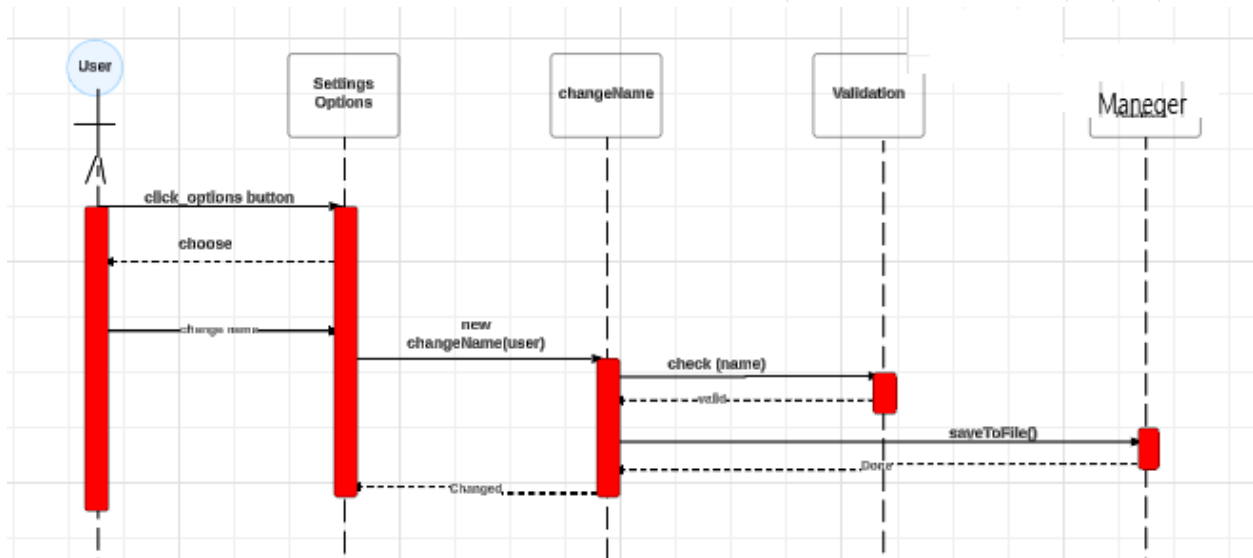 User
Settings
Options
changeName
Validation
Maneger
click_options button
choose
change name
new
changeName(user)
check (name)
valid
saveToFile()
Done
Changed